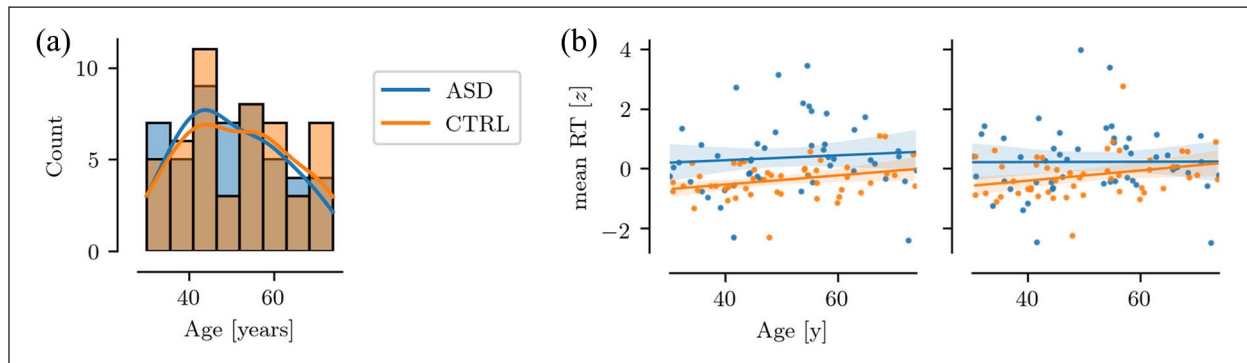 (a)
10
5
0
Count
40 60
Age [years]
ASD
CTRL
(b)
4
2
0
−2
mean RT [z]
40 60
40 60
Age [y]